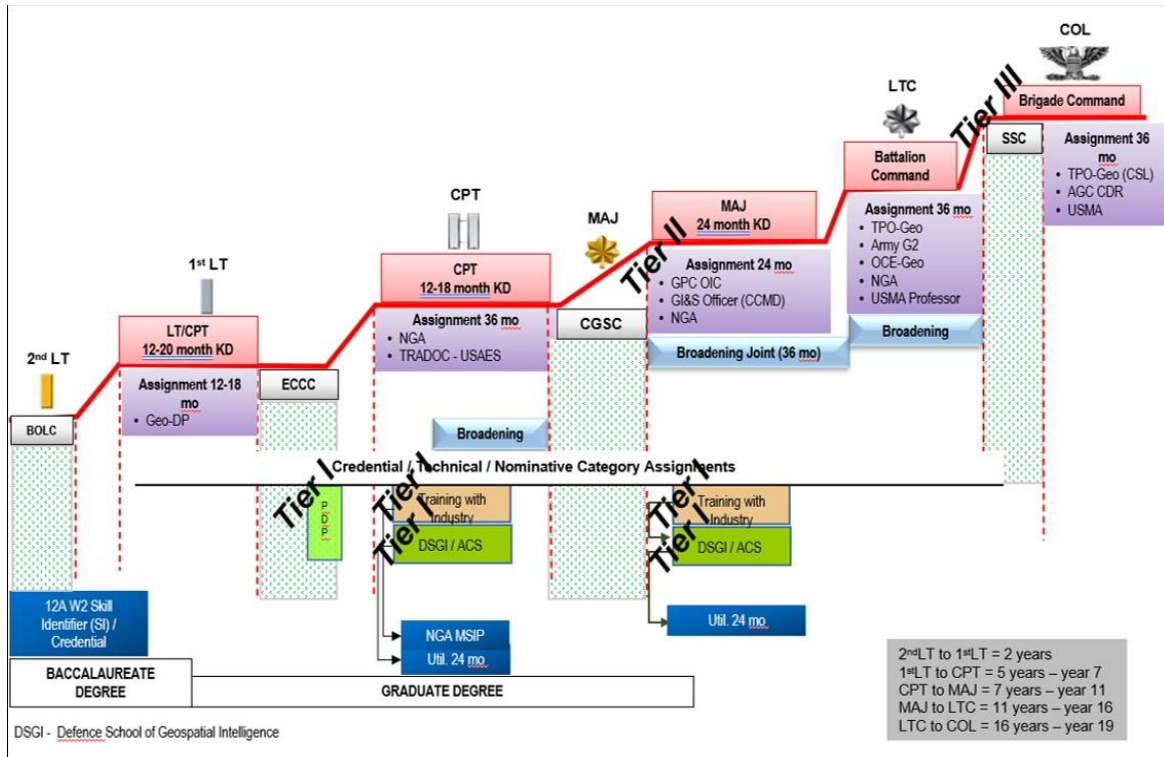 COL
Brigade Command
Tier III
SSC
Assignment 36
mo
• TPO-Geo (CSL)
• AGC CDR
• USMA
LTC
Battalion
Command
Assignment 36 mo
• TPO-Geo
• Army G2
• OCE-Geo
• NGA
• USMA Professor
Broadening
MAJ
Tier II
MAJ
24 month KD
Assignment 24 mo
• GPC OIC
• GI&S Officer (CCMD)
• NGA
Broadening Joint (36 mo)
CGSC
CPT
CPT
12-18 month KD
Assignment 36 mo
• NGA
• TRADOC - USAES
Broadening
1st LT
LT/CPT
12-20 month KD
Assignment 12-18
mo
• Geo-DP
ECCC
2nd LT
BOLC
Credential / Technical / Nominative Category Assignments
Tier I
P
D
P
Tier I
Training with
Industry
Tier I
DSGI / ACS
Tier I
Training with
Industry
Tier I
DSGI / ACS
12A W2 Skill
Identifier (SI) /
Credential
NGA MSIP
Util. 24 mo
Util. 24 mo
BACCALAUREATE
DEGREE
GRADUATE DEGREE
2ndLT to 1stLT = 2 years
1stLT to CPT = 5 years – year 7
CPT to MAJ = 7 years – year 11
MAJ to LTC = 11 years – year 16
LTC to COL = 16 years – year 19
DSGI - Defence School of Geospatial Intelligence